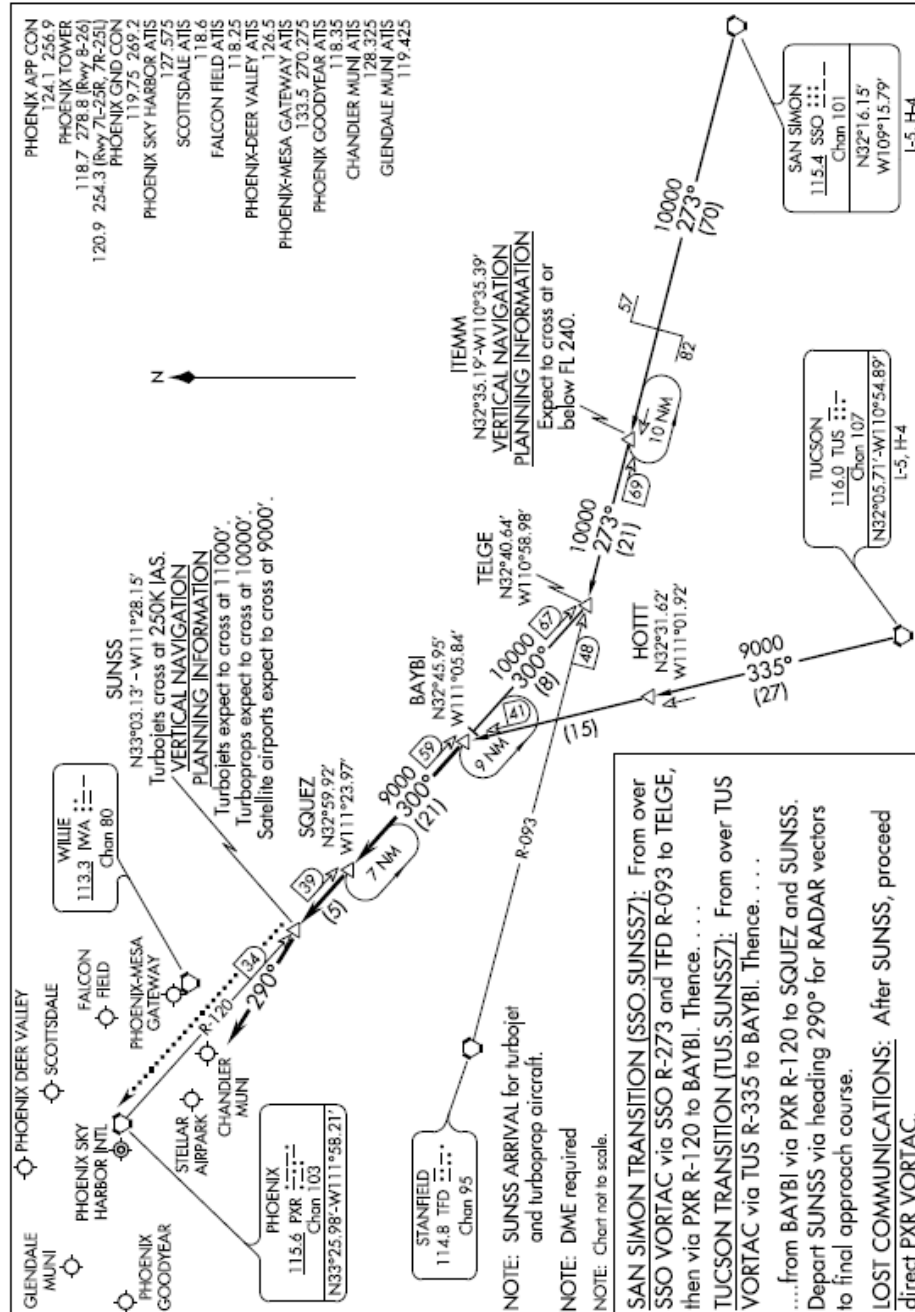 PHOENIX APP CON
124.1 256.9
PHOENIX TOWER
118.7 278.8 (Rwy 8-26)
120.9 254.3 (Rwy 7L-25R, 7R-25L)
PHOENIX GND CON
119.75 269.2
PHOENIX SKY HARBOR ATIS
127.575
SCOTTSDALE ATIS
118.6
FALCON FIELD ATIS
118.25
PHOENIX-DEER VALLEY ATIS
126.5
PHOENIX-MESA GATEWAY ATIS
133.5 270.275
PHOENIX GOODYEAR ATIS
118.35
CHANDLER MUNI ATIS
128.325
GLENDALE MUNI ATIS
119.425
N
GLENDALE
MUNI
PHOENIX DEER VALLEY
SCOTTSDALE
PHOENIX SKY
HARBOR INTL
PHOENIX
GOODYEAR
FALCON
FIELD
PHOENIX-MESA
GATEWAY
STELLAR
AIRPARK
CHANDLER
MUNI
WILLIE
113.3 IWA
Chan 80
PHOENIX
115.6 PXR
Chan 103
N33°25.98'-W111°58.21'
R-120
34
290°
SUNSS
N33°03.13' - W111°28.15'
Turbojets cross at 250K IAS.
VERTICAL NAVIGATION
PLANNING INFORMATION
Turbojets expect to cross at 11000'.
Turboprops expect to cross at 10000'.
Satellite airports expect to cross at 9000'.
(5)
39
SQUEZ
N32°59.92'
W111°23.97'
7 NM
9000
300°
(21)
59
BAYBI
N32°45.95'
W111°05.84'
9 NM
41
10000
300°
(8)
67
TELGE
N32°40.64'
W110°58.98'
48
R-093
10000
273°
(21)
69
ITEMM
N32°35.19'-W110°35.39'
VERTICAL NAVIGATION
PLANNING INFORMATION
Expect to cross at or
below FL 240.
10 NM
57
82
10000
273°
(70)
SAN SIMON
115.4 SSO
Chan 101
N32°16.15'
W109°15.79'
L-5, H-4
HOTTT
N32°31.62'
W111°01.92'
(15)
9000
335°
(27)
TUCSON
116.0 TUS
Chan 107
N32°05.71'-W110°54.89'
L-5, H-4
STANFIELD
114.8 TFD
Chan 95
NOTE: SUNSS ARRIVAL for turbojet
and turboprop aircraft.
NOTE: DME required
NOTE: Chart not to scale.
SAN SIMON TRANSITION (SSO.SUNSS7): From over
SSO VORTAC via SSO R-273 and TFD R-093 to TELGE,
then via PXR R-120 to BAYBI. Thence. . . .
TUCSON TRANSITION (TUS.SUNSS7): From over TUS
VORTAC via TUS R-335 to BAYBI. Thence. . . .
. . . .from BAYBI via PXR R-120 to SQUEZ and SUNSS.
Depart SUNSS via heading 290° for RADAR vectors
to final approach course.
LOST COMMUNICATIONS: After SUNSS, proceed
direct PXR VORTAC.